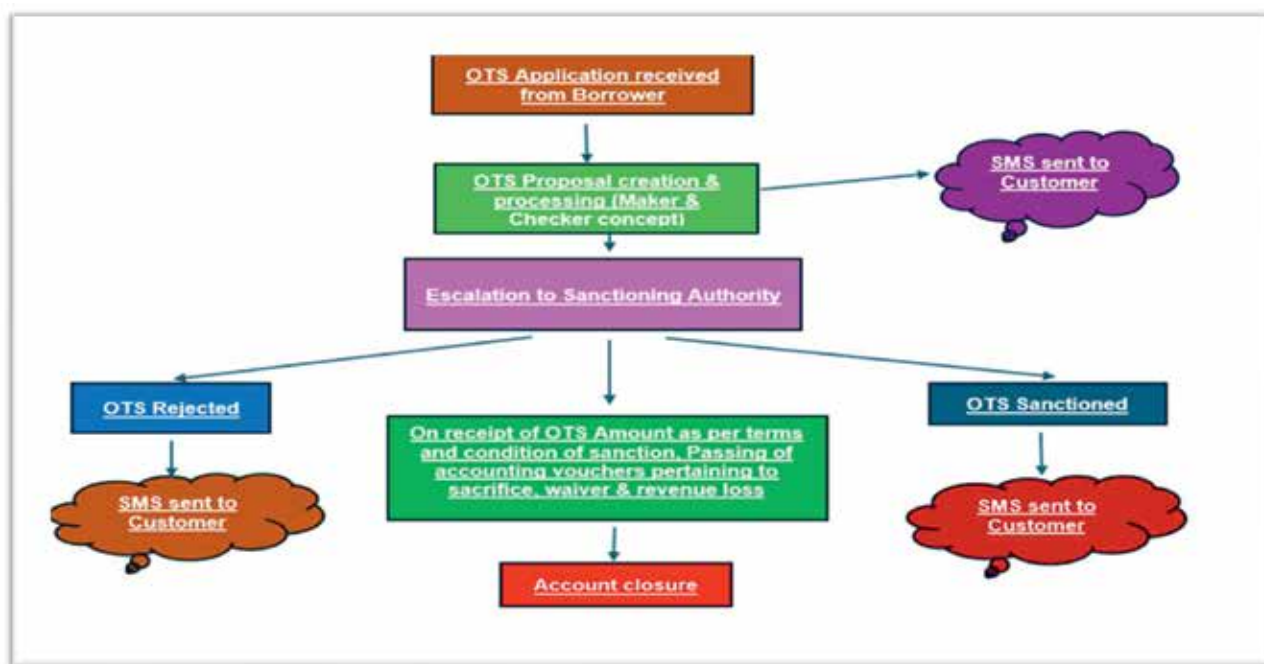 OTS Application received
from Borrower
SMS sent to
Customer
OTS Proposal creation &
processing (Maker &
Checker concept)
Escalation to Sanctioning Authority
OTS Rejected
OTS Sanctioned
On receipt of OTS Amount as per terms
and condition of sanction, Passing of
accounting vouchers pertaining to
sacrifice, waiver & revenue loss
SMS sent to
Customer
SMS sent to
Customer
Account closure